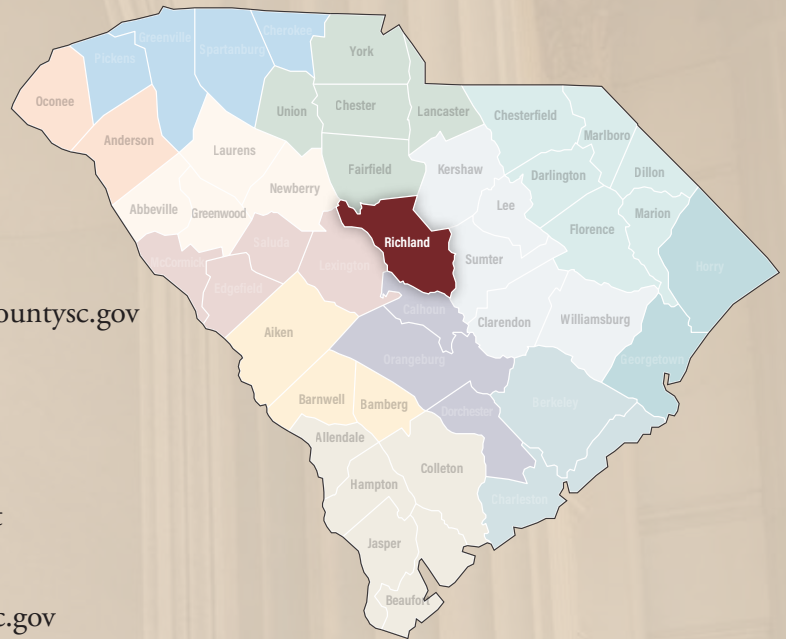 Greenville
Cherokee
Spartanburg
Pickens
York
Oconee
Union
Chester
Lancaster
Chesterfield
Marlboro
Anderson
Laurens
Fairfield
Kershaw
Darlington
Dillon
Newberry
Abbeville
Greenwood
Lee
Marion
Florence
Richland
Saluda
McCormick
Lexington
Sumter
Horry
Edgefield
ountysc.gov
Calhoun
Clarendon
Williamsburg
Aiken
Orangeburg
Georgetown
Barnwell
Bamberg
Dorchester
Berkeley
Allendale
Colleton
Hampton
Charleston
t
Jasper
Beaufort
c.gov